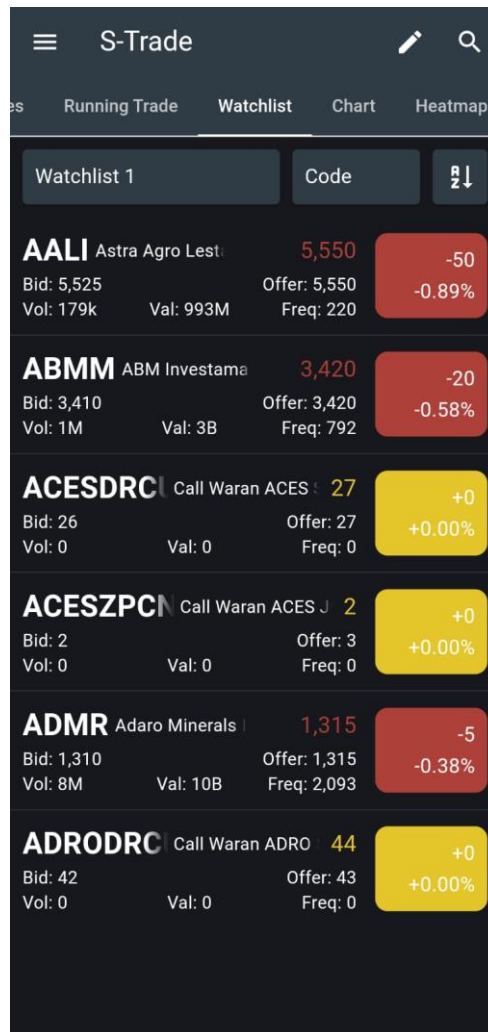 S-Trade
es Running Trade Watchlist Chart Heatmap
Watchlist 1 Code
AALI Astra Agro Lest 5,550 -50
Bid: 5,525 Offer: 5,550 -0.89%
Vol: 179k Val: 993M Freq: 220
ABMM ABM Investama 3,420 -20
Bid: 3,410 Offer: 3,420 -0.58%
Vol: 1M Val: 3B Freq: 792
ACESDRCU Call Waran ACES 27 +0
Bid: 26 Offer: 27 +0.00%
Vol: 0 Val: 0 Freq: 0
ACESZPCN Call Waran ACES J 2 +0
Bid: 2 Offer: 3 +0.00%
Vol: 0 Val: 0 Freq: 0
ADMR Adaro Minerals 1,315 -5
Bid: 1,310 Offer: 1,315 -0.38%
Vol: 8M Val: 10B Freq: 2,093
ADRODRC Call Waran ADRO 44 +0
Bid: 42 Offer: 43 +0.00%
Vol: 0 Val: 0 Freq: 0